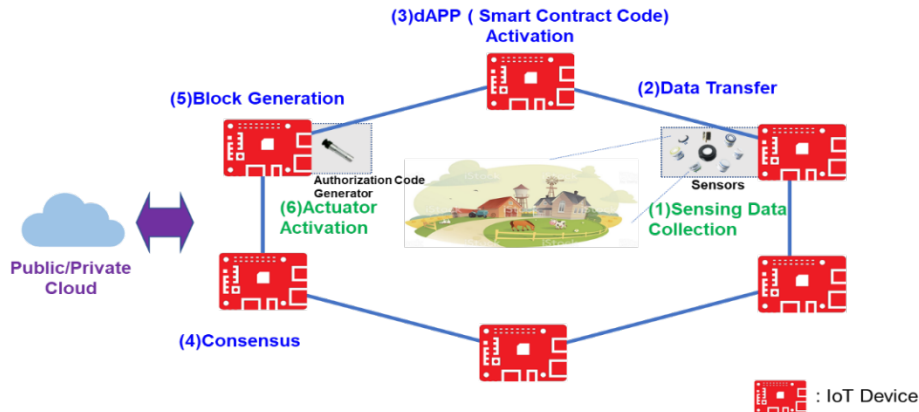 (3)dAPP ( Smart Contract Code)
Activation
(5)Block Generation
(2)Data Transfer
Authorization Code
Generator
Sensors
(6)Actuator
Activation
(1)Sensing Data
Collection
Public/Private
Cloud
(4)Consensus
: IoT Device